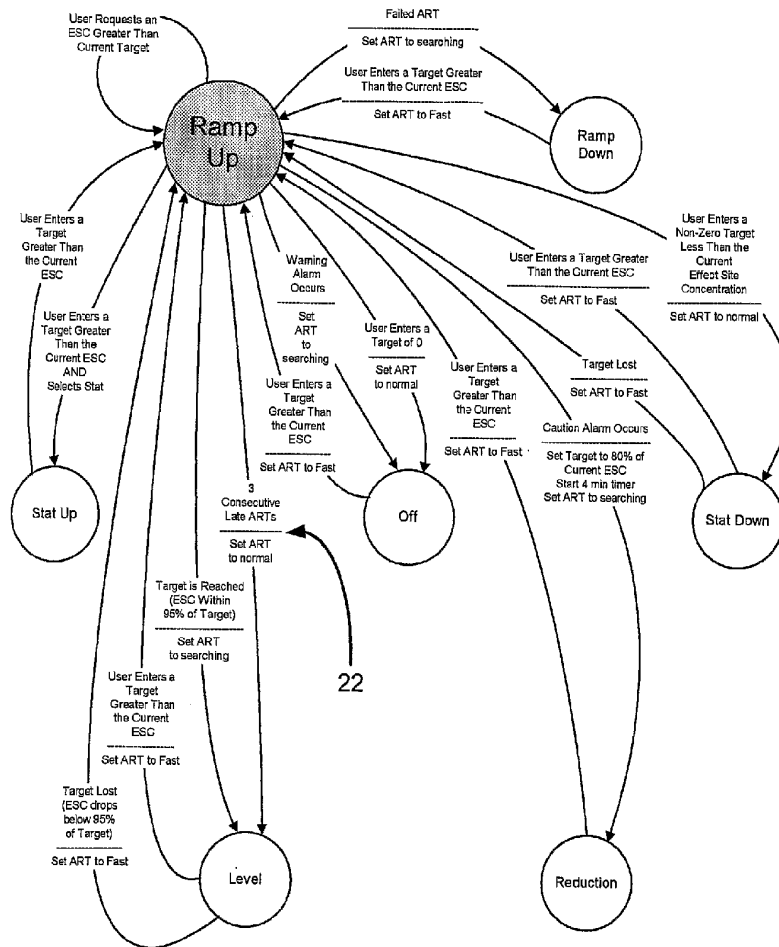 User Requests an
ESC Greater Than
Current Target
Failed ART
Set ART to searching
User Enters a Target Greater
Than the Current ESC
Set ART to Fast
Ramp
Up
Ramp
Down
User Enters a
Target
Greater Than
the Current
ESC
User Enters a
Target Greater
Than the
Current ESC
AND
Selects Stat
Warning
Alarm
Occurs
Set
ART
to
searching
User Enters a
Target of 0
Set ART
to normal
User Enters a
Target
Greater Than
the Current
ESC
Set ART to Fast
User Enters a Target Greater
Than the Current ESC
Set ART to Fast
User Enters a
Non-Zero Target
Less Than the
Current
Effect Site
Concentration
Set ART to normal
Target Lost
Set ART to Fast
User Enters a
Target
Greater Than
the Current
ESC
Set ART to Fast
Caution Alarm Occurs
Set Target to 80% of
Current ESC
Start 4 min timer
Set ART to searching
Stat Up
Off
Stat Down
3
Consecutive
Late ARTs
Set ART
to normal
22
Target is Reached
(ESC Within
95% of Target)
Set ART
to searching
User Enters a
Target
Greater Than
the Current
ESC
Set ART to Fast
Target Lost
(ESC drops
below 95%
of Target)
Set ART to Fast
Level
Reduction